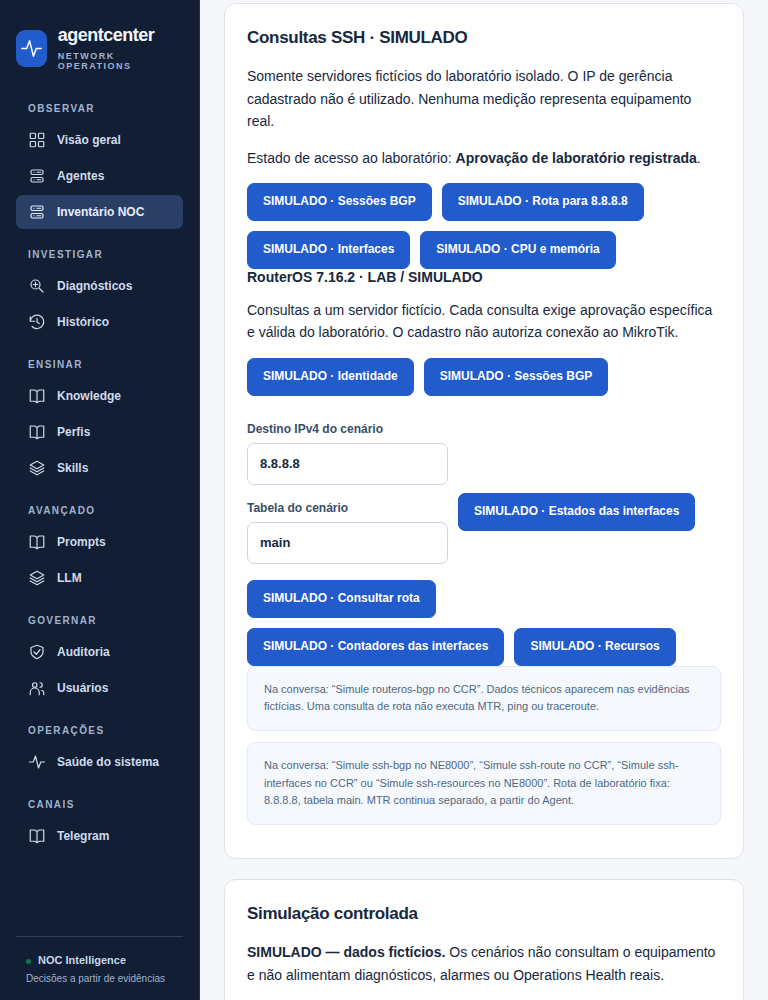 agentcenter
NETWORK
OPERATIONS
OBSERVAR
Visão geral
Agentes
Inventário NOC
INVESTIGAR
Diagnósticos
Histórico
ENSINAR
Knowledge
Perfis
Skills
AVANÇADO
Prompts
LLM
GOVERNAR
Auditoria
Usuários
OPERAÇÕES
Saúde do sistema
CANAIS
Telegram
NOC Intelligence
Decisões a partir de evidências
Consultas SSH · SIMULADO
Somente servidores fictícios do laboratório isolado. O IP de gerência
cadastrado não é utilizado. Nenhuma medição representa equipamento
real.
Estado de acesso ao laboratório: Aprovação de laboratório registrada.
SIMULADO · Sessões BGP
SIMULADO · Rota para 8.8.8.8
SIMULADO · Interfaces
SIMULADO · CPU e memória
RouterOS 7.16.2 · LAB / SIMULADO
Consultas a um servidor fictício. Cada consulta exige aprovação específica
e válida do laboratório. O cadastro não autoriza conexão ao MikroTik.
SIMULADO · Identidade
SIMULADO · Sessões BGP
Destino IPv4 do cenário
8.8.8.8
Tabela do cenário
main
SIMULADO · Estados das interfaces
SIMULADO · Consultar rota
SIMULADO · Contadores das interfaces
SIMULADO · Recursos
Na conversa: “Simule routeros-bgp no CCR”. Dados técnicos aparecem nas evidências
fictícias. Uma consulta de rota não executa MTR, ping ou traceroute.
Na conversa: “Simule ssh-bgp no NE8000”, “Simule ssh-route no CCR”, “Simule ssh-
interfaces no CCR” ou “Simule ssh-resources no NE8000”. Rota de laboratório fixa:
8.8.8.8, tabela main. MTR continua separado, a partir do Agent.
Simulação controlada
SIMULADO — dados fictícios. Os cenários não consultam o equipamento
e não alimentam diagnósticos, alarmes ou Operations Health reais.